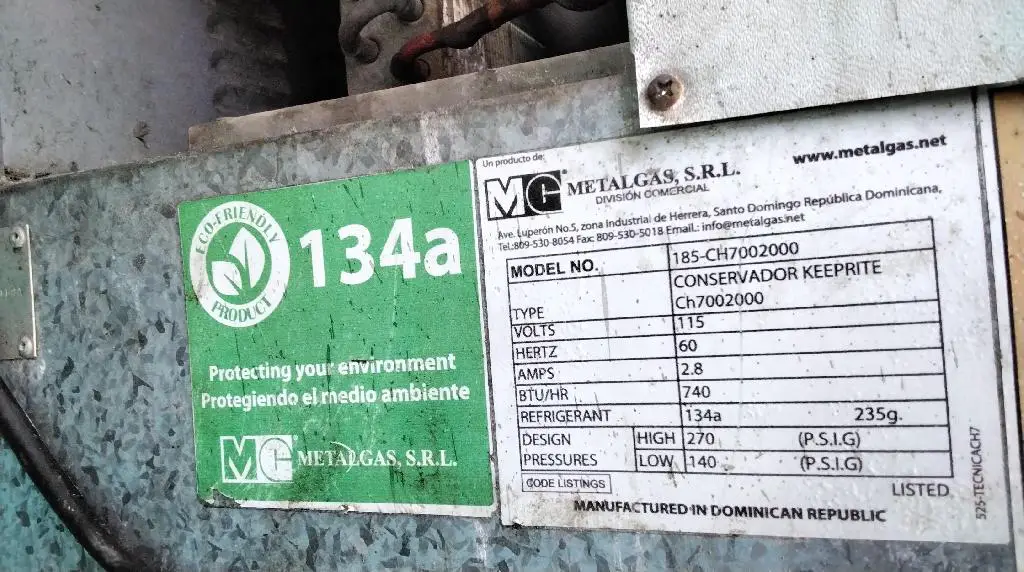 ECO-FRIENDLY
PRODUCT
134a
Protecting your environment
Protegiendo el medio ambiente
MG METALGAS, S.R.L.
Un producto de:
MG METALGAS, S.R.L.
DIVISIÓN COMERCIAL
www.metalgas.net
Ave. Luperón No.5, zona industrial de Herrera, Santo Domingo República Dominicana,
Tel.:809-530-8054 Fax: 809-530-5018 Email.: info@metalgas.net
MODEL NO. 185-CH7002000
TYPE CONSERVADOR KEEPRITE
Ch7002000
VOLTS 115
HERTZ 60
AMPS 2.8
BTU/HR 740
REFRIGERANT 134a 235g.
DESIGN PRESSURES HIGH 270 (P.S.I.G)
LOW 140 (P.S.I.G)
CODE LISTINGS
LISTED
MANUFACTURED IN DOMINICAN REPUBLIC
525-TECNICACH7